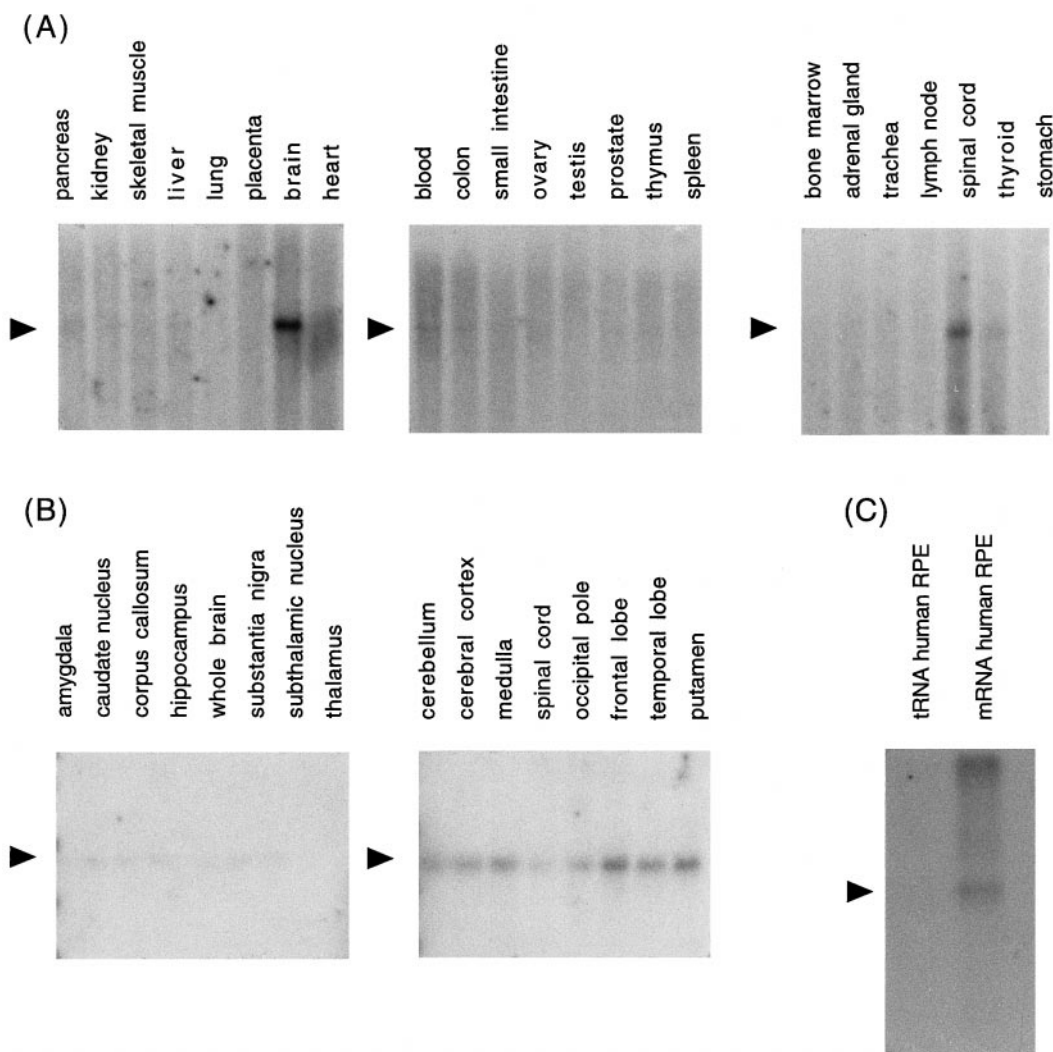 (A)
pancreas
kidney
skeletal muscle
liver
lung
placenta
brain
heart
blood
colon
small intestine
ovary
testis
prostate
thymus
spleen
bone marrow
adrenal gland
trachea
lymph node
spinal cord
thyroid
stomach
(B)
amygdala
caudate nucleus
corpus callosum
hippocampus
whole brain
substantia nigra
subthalamic nucleus
thalamus
cerebellum
cerebral cortex
medulla
spinal cord
occipital pole
frontal lobe
temporal lobe
putamen
(C)
tRNA human RPE
mRNA human RPE